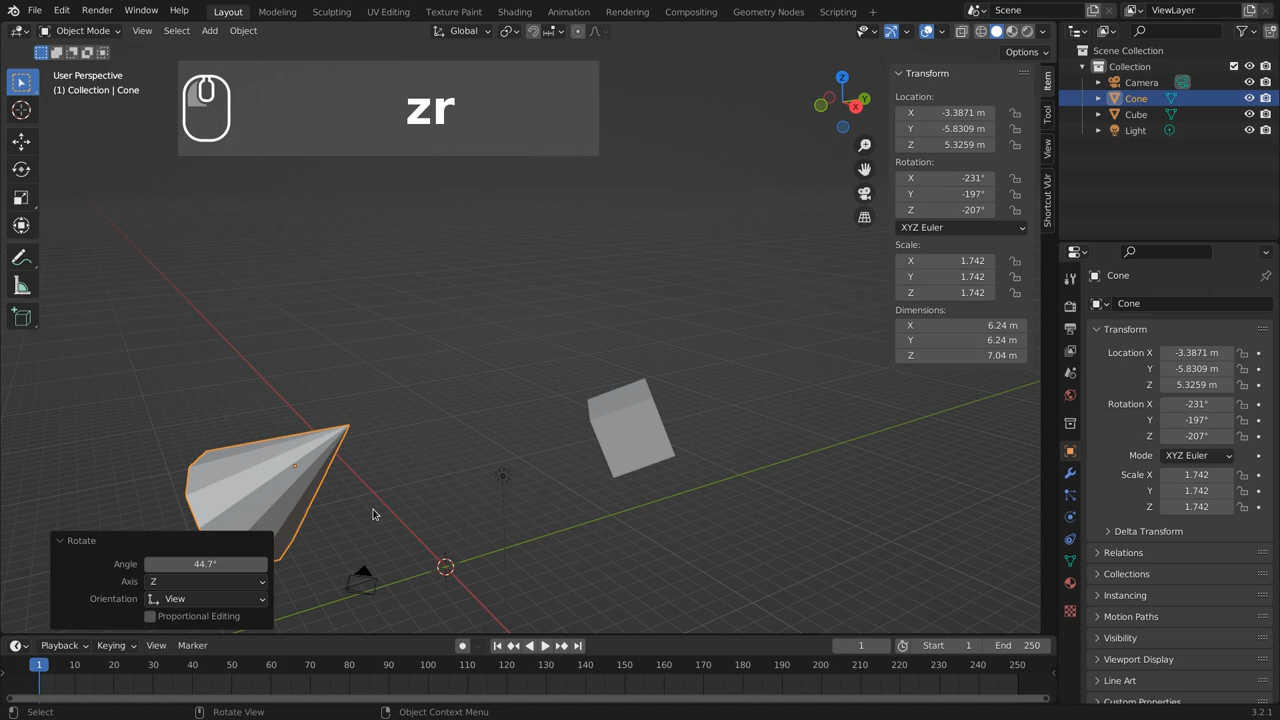 File Edit Render Window Help Layout Modeling Sculpting UV Editing Texture Paint Shading Animation Rendering Compositing Geometry Nodes Scripting + Scene ViewLayer
Object Mode View Select Add Object Global
Options
User Perspective
(1) Collection | Cone
zr
Z
Y
X
Transform
Location:
X -3.3871 m
Y -5.8309 m
Z 5.3259 m
Rotation:
X -231°
Y -197°
Z -207°
XYZ Euler
Scale:
X 1.742
Y 1.742
Z 1.742
Dimensions:
X 6.24 m
Y 6.24 m
Z 7.04 m
Item
Tool
View
Shortcut VUr
Scene Collection
Collection
Camera
Cone
Cube
Light
Cone
Cone
Transform
Location X -3.3871 m
Y -5.8309 m
Z 5.3259 m
Rotation X -231°
Y -197°
Z -207°
Mode XYZ Euler
Scale X 1.742
Y 1.742
Z 1.742
Delta Transform
Relations
Collections
Instancing
Motion Paths
Visibility
Viewport Display
Line Art
Custom Properties
Rotate
Angle 44.7°
Axis Z
Orientation View
Proportional Editing
Playback Keying View Marker 1 Start 1 End 250
1 10 20 30 40 50 60 70 80 90 100 110 120 130 140 150 160 170 180 190 200 210 220 230 240 250
Select Rotate View Object Context Menu 3.2.1